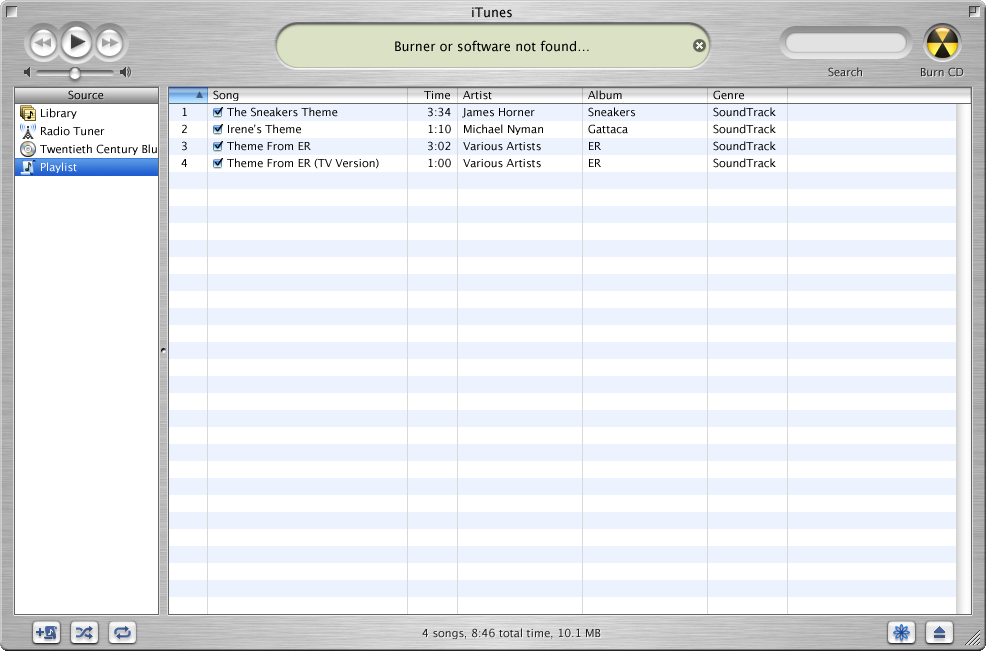 iTunes
Burner or software not found...
Search
Burn CD
Source
Library
Radio Tuner
Twentieth Century Blu
Playlist
Song Time Artist Album Genre
1 The Sneakers Theme 3:34 James Horner Sneakers SoundTrack
2 Irene's Theme 1:10 Michael Nyman Gattaca SoundTrack
3 Theme From ER 3:02 Various Artists ER SoundTrack
4 Theme From ER (TV Version) 1:00 Various Artists ER SoundTrack
4 songs, 8:46 total time, 10.1 MB